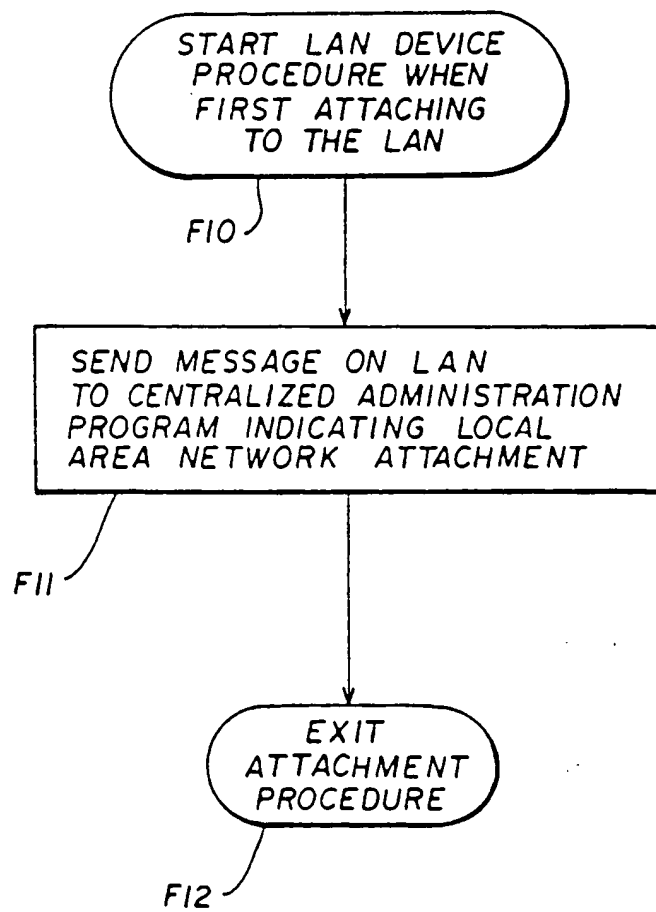 START LAN DEVICE
PROCEDURE WHEN
FIRST ATTACHING
TO THE LAN
F10
SEND MESSAGE ON LAN
TO CENTRALIZED ADMINISTRATION
PROGRAM INDICATING LOCAL
AREA NETWORK ATTACHMENT
F11
EXIT
ATTACHMENT
PROCEDURE
F12